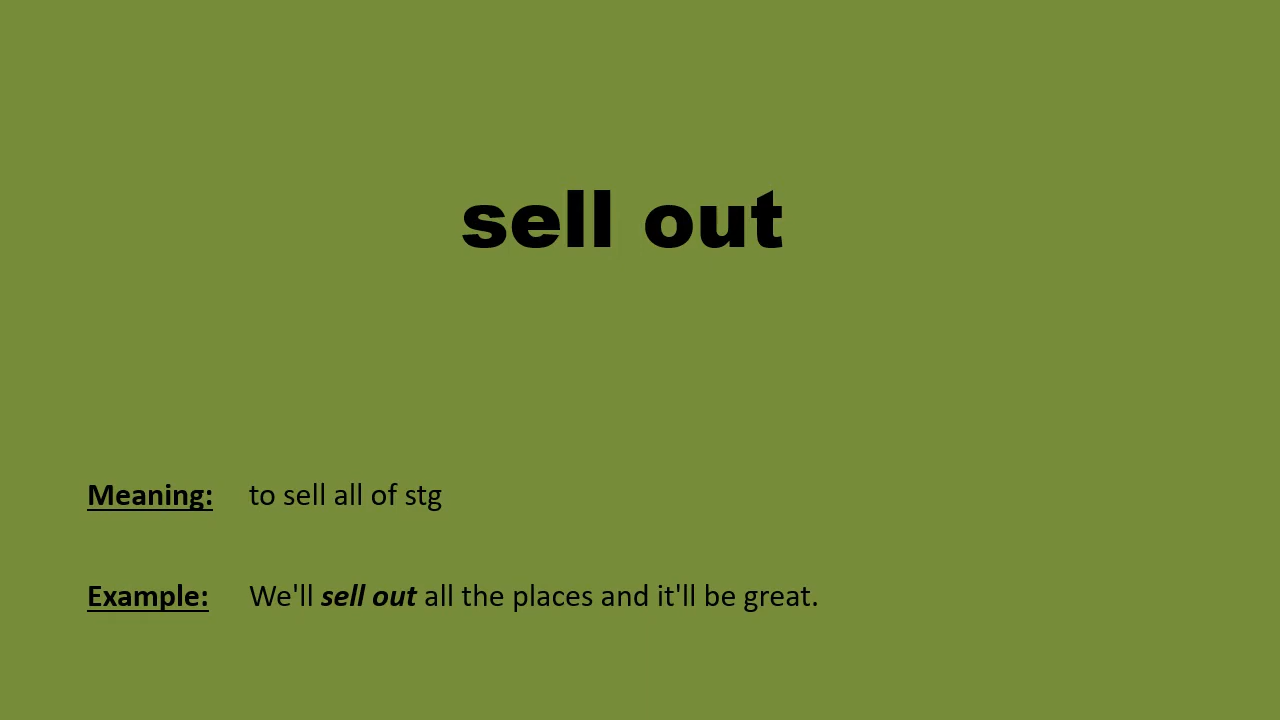 sell out
Meaning: to sell all of stg
Example: We'll sell out all the places and it'll be great.